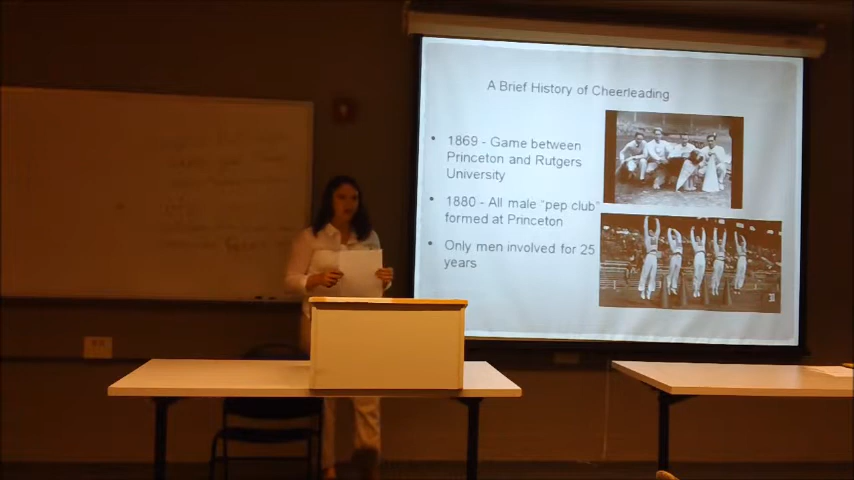 A Brief History of Cheerleading
• 1869 - Game between
Princeton and Rutgers
University
• 1880 - All male “pep club”
formed at Princeton
• Only men involved for 25
years